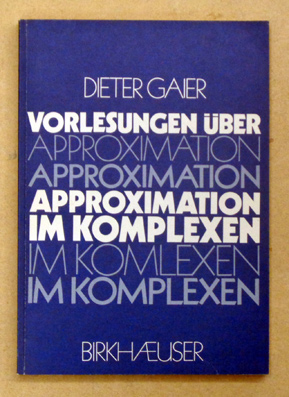 DIETER GAIER
VORLESUNGEN ÜBER
APPROXIMATION
APPROXIMATION
APPROXIMATION
IM KOMPLEXEN
IM KOMLEXEN
IM KOMPLEXEN
BIRKHÆUSER